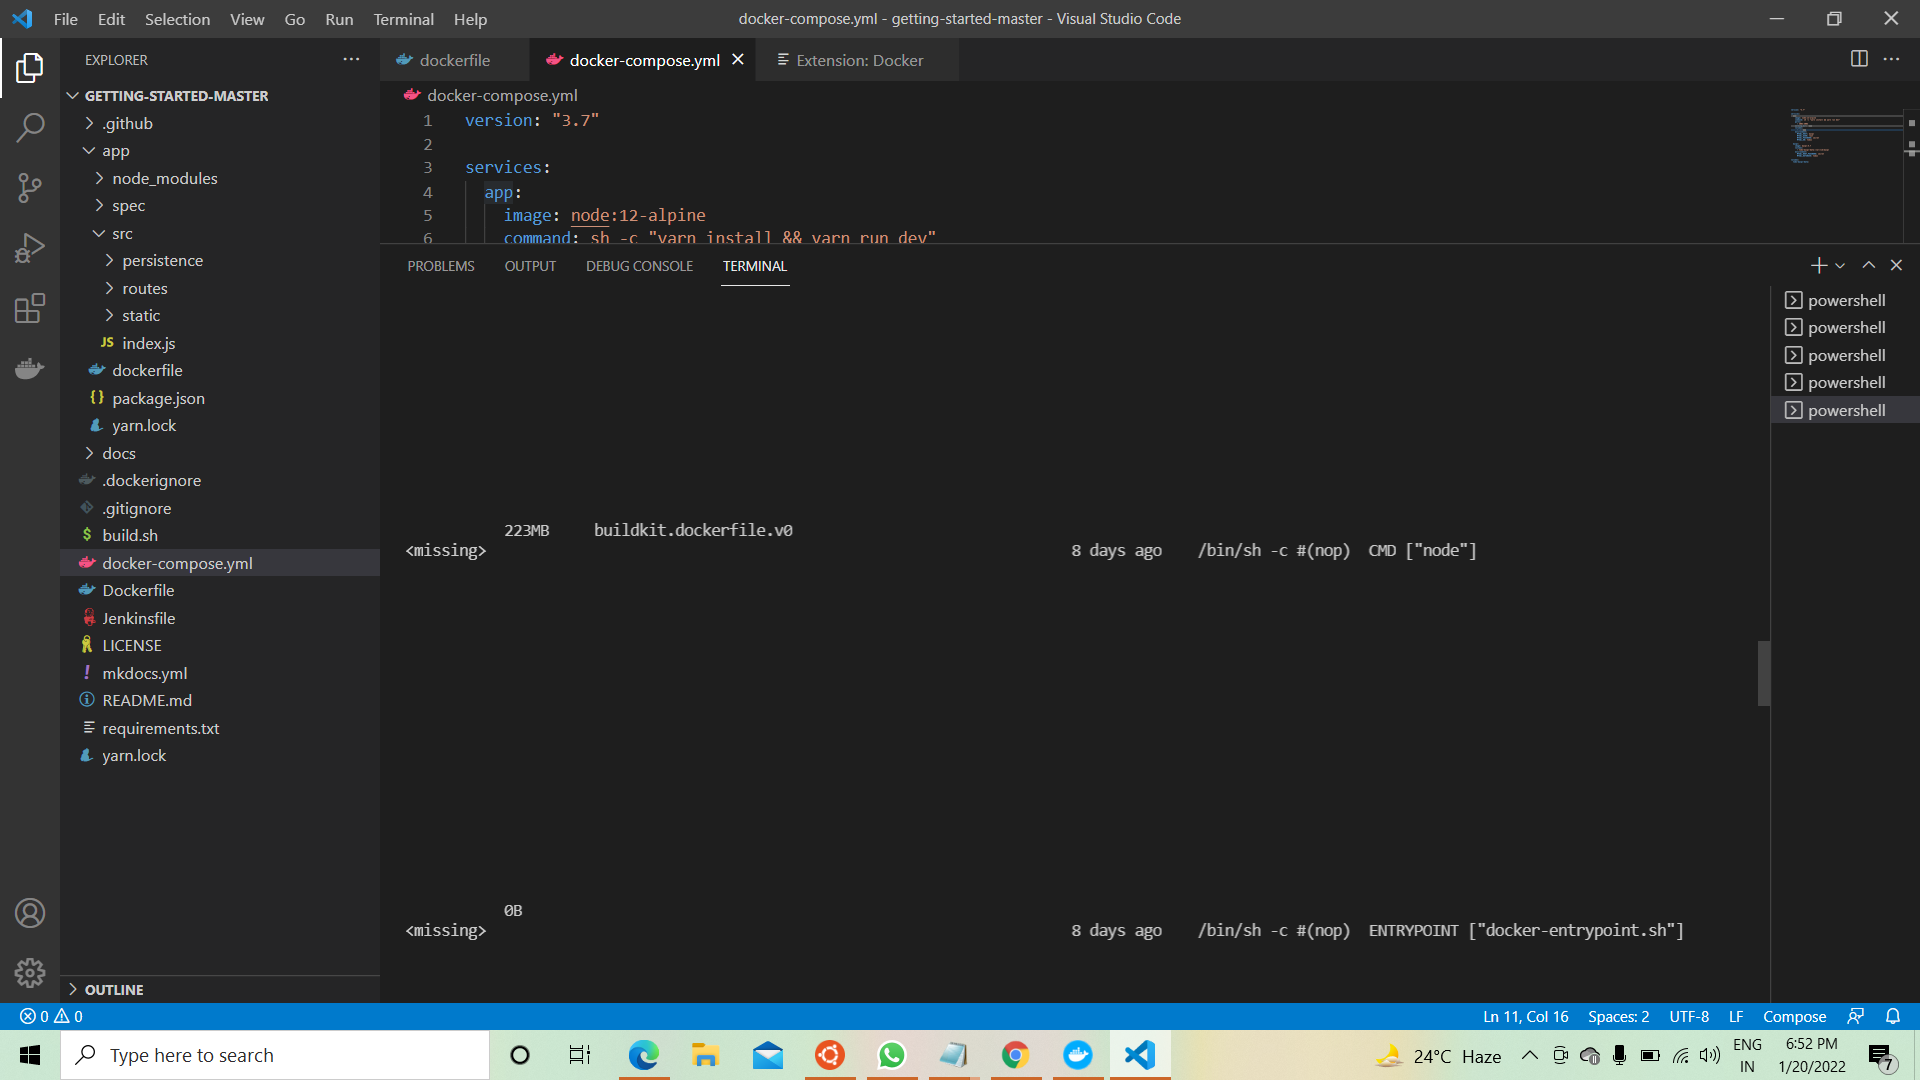 File Edit Selection View Go Run Terminal Help
docker-compose.yml - getting-started-master - Visual Studio Code
EXPLORER
GETTING-STARTED-MASTER
.github
app
node_modules
spec
src
persistence
routes
static
JS index.js
dockerfile
{} package.json
yarn.lock
docs
.dockerignore
.gitignore
$ build.sh
docker-compose.yml
Dockerfile
Jenkinsfile
LICENSE
! mkdocs.yml
README.md
requirements.txt
yarn.lock
OUTLINE
dockerfile
docker-compose.yml
Extension: Docker
docker-compose.yml
1 version: "3.7"
2
3 services:
4 app:
5 image: node:12-alpine
6 command: sh -c "yarn install && yarn run dev"
PROBLEMS OUTPUT DEBUG CONSOLE TERMINAL
powershell
powershell
powershell
powershell
powershell
223MB buildkit.dockerfile.v0
<missing> 8 days ago /bin/sh -c #(nop) CMD ["node"]
0B
<missing> 8 days ago /bin/sh -c #(nop) ENTRYPOINT ["docker-entrypoint.sh"]
0 0
Ln 11, Col 16 Spaces: 2 UTF-8 LF Compose
Type here to search
24°C Haze
ENG
IN
6:52 PM
1/20/2022
7